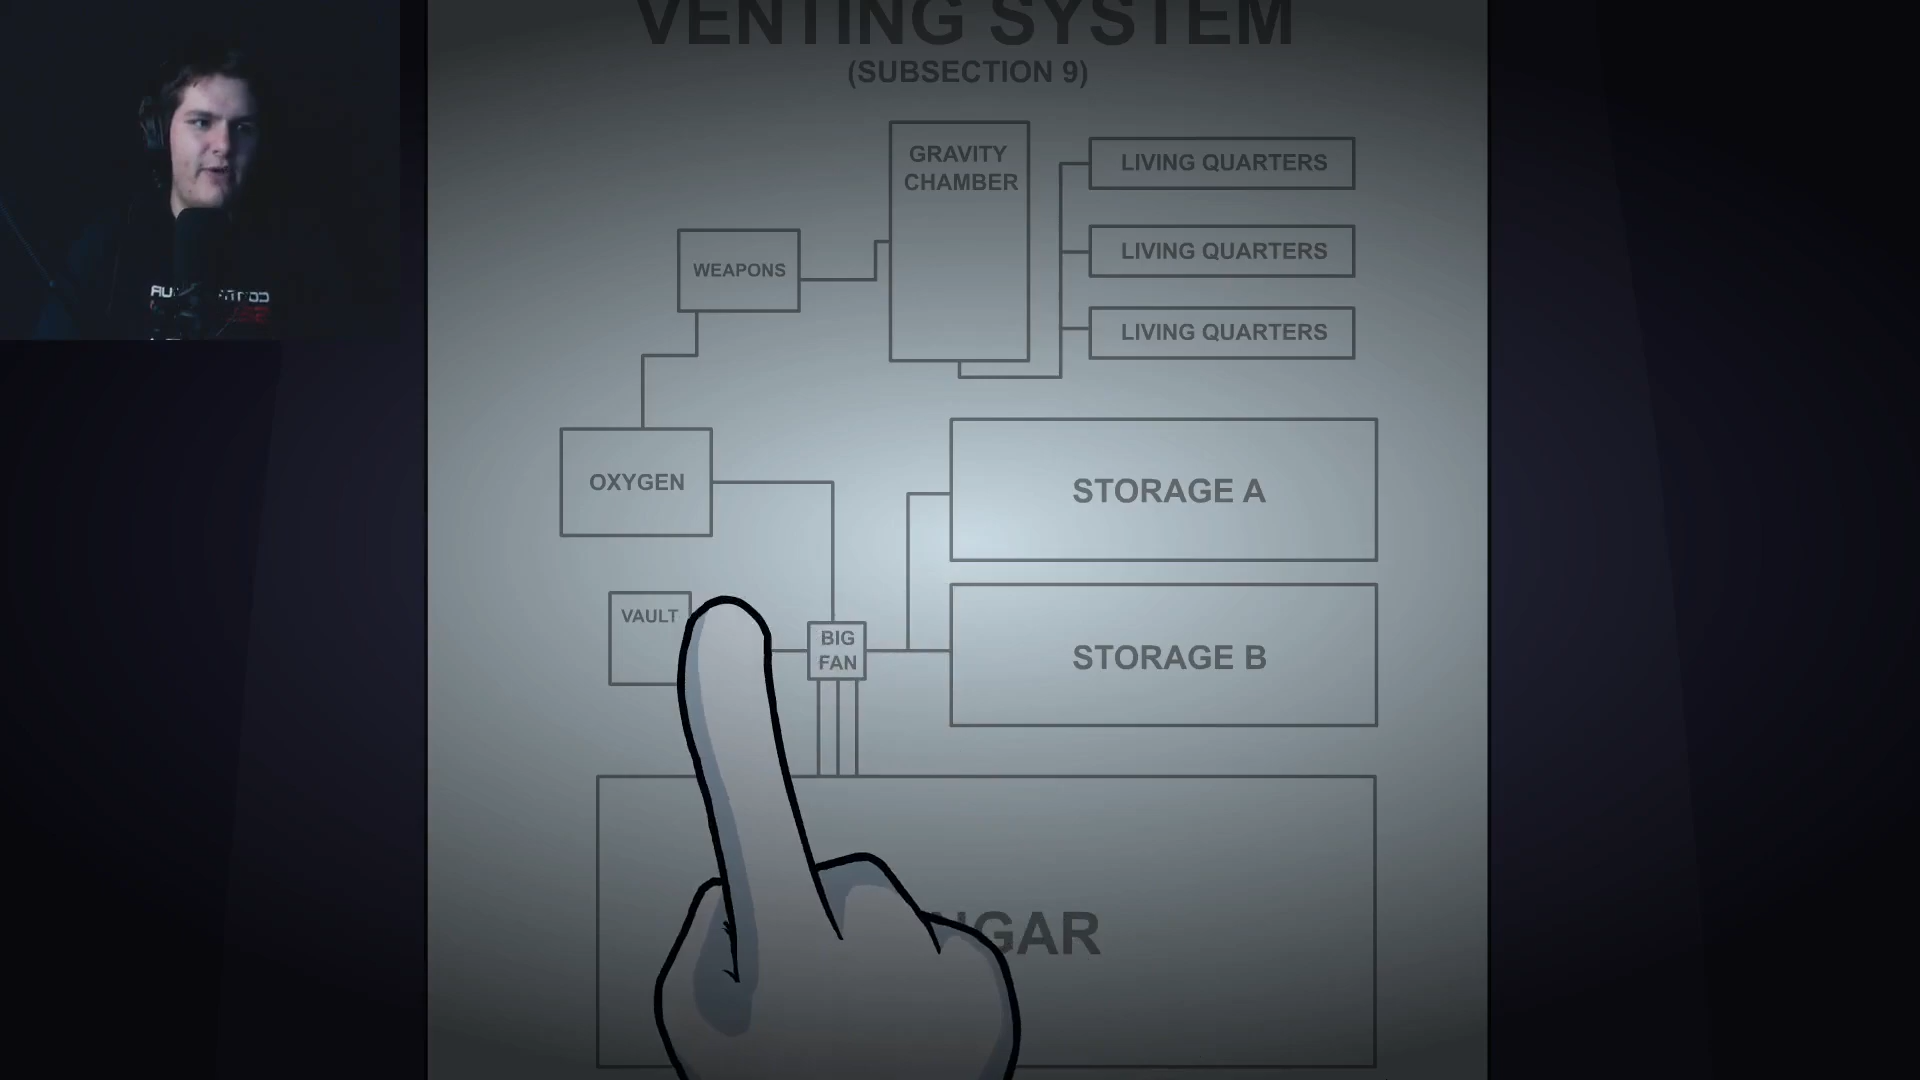 VENTING SYSTEM
(SUBSECTION 9)
GRAVITY
CHAMBER
LIVING QUARTERS
LIVING QUARTERS
LIVING QUARTERS
WEAPONS
OXYGEN
STORAGE A
VAULT
BIG
FAN
STORAGE B